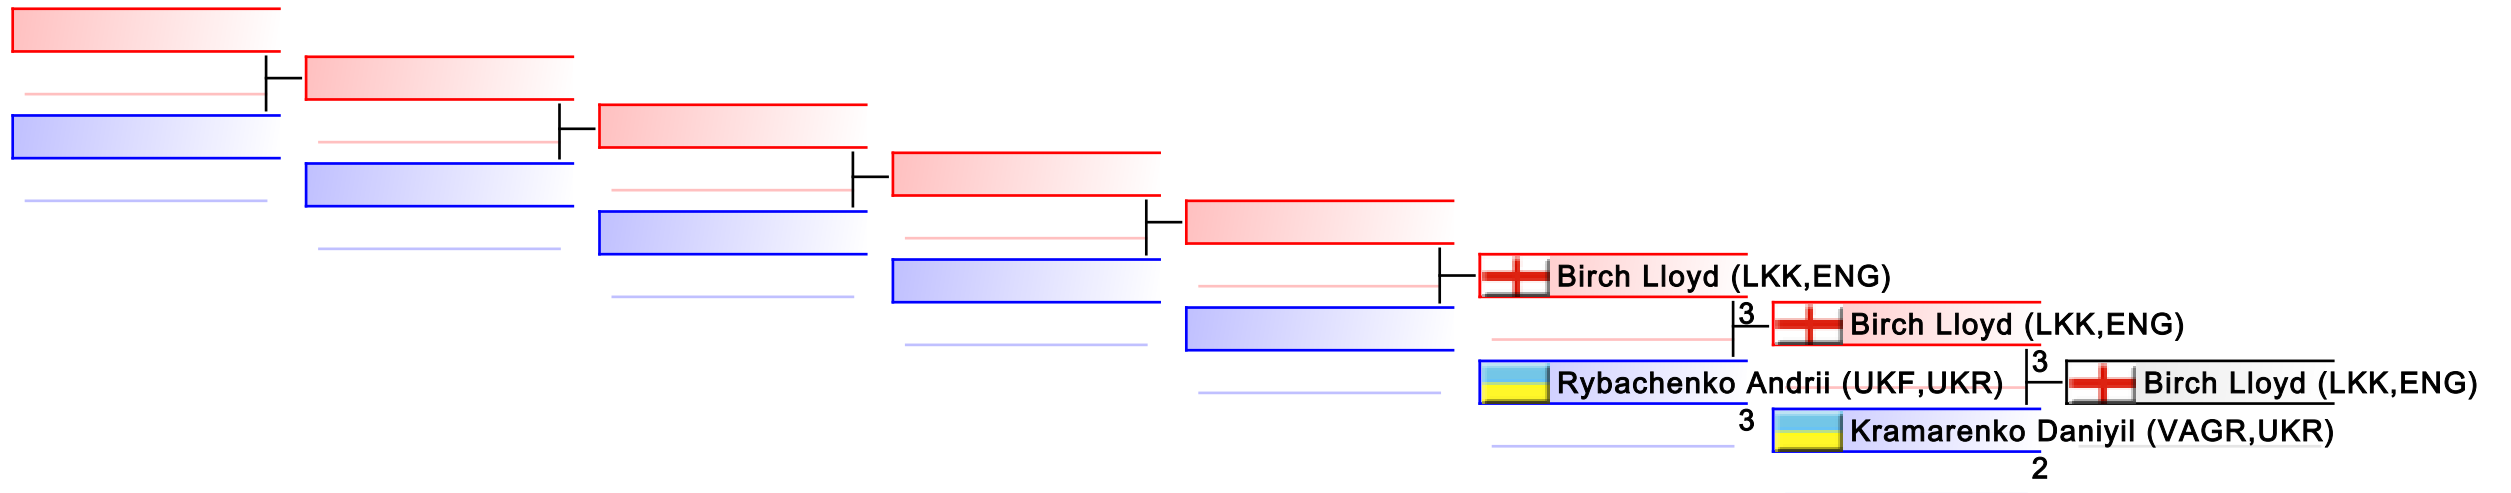 Birch Lloyd (LKK,ENG)
3
Birch Lloyd (LKK,ENG)
3
Rybachenko Andrii (UKF,UKR)
Birch Lloyd (LKK,ENG)
3
Kramarenko Daniyil (VAGR,UKR)
2